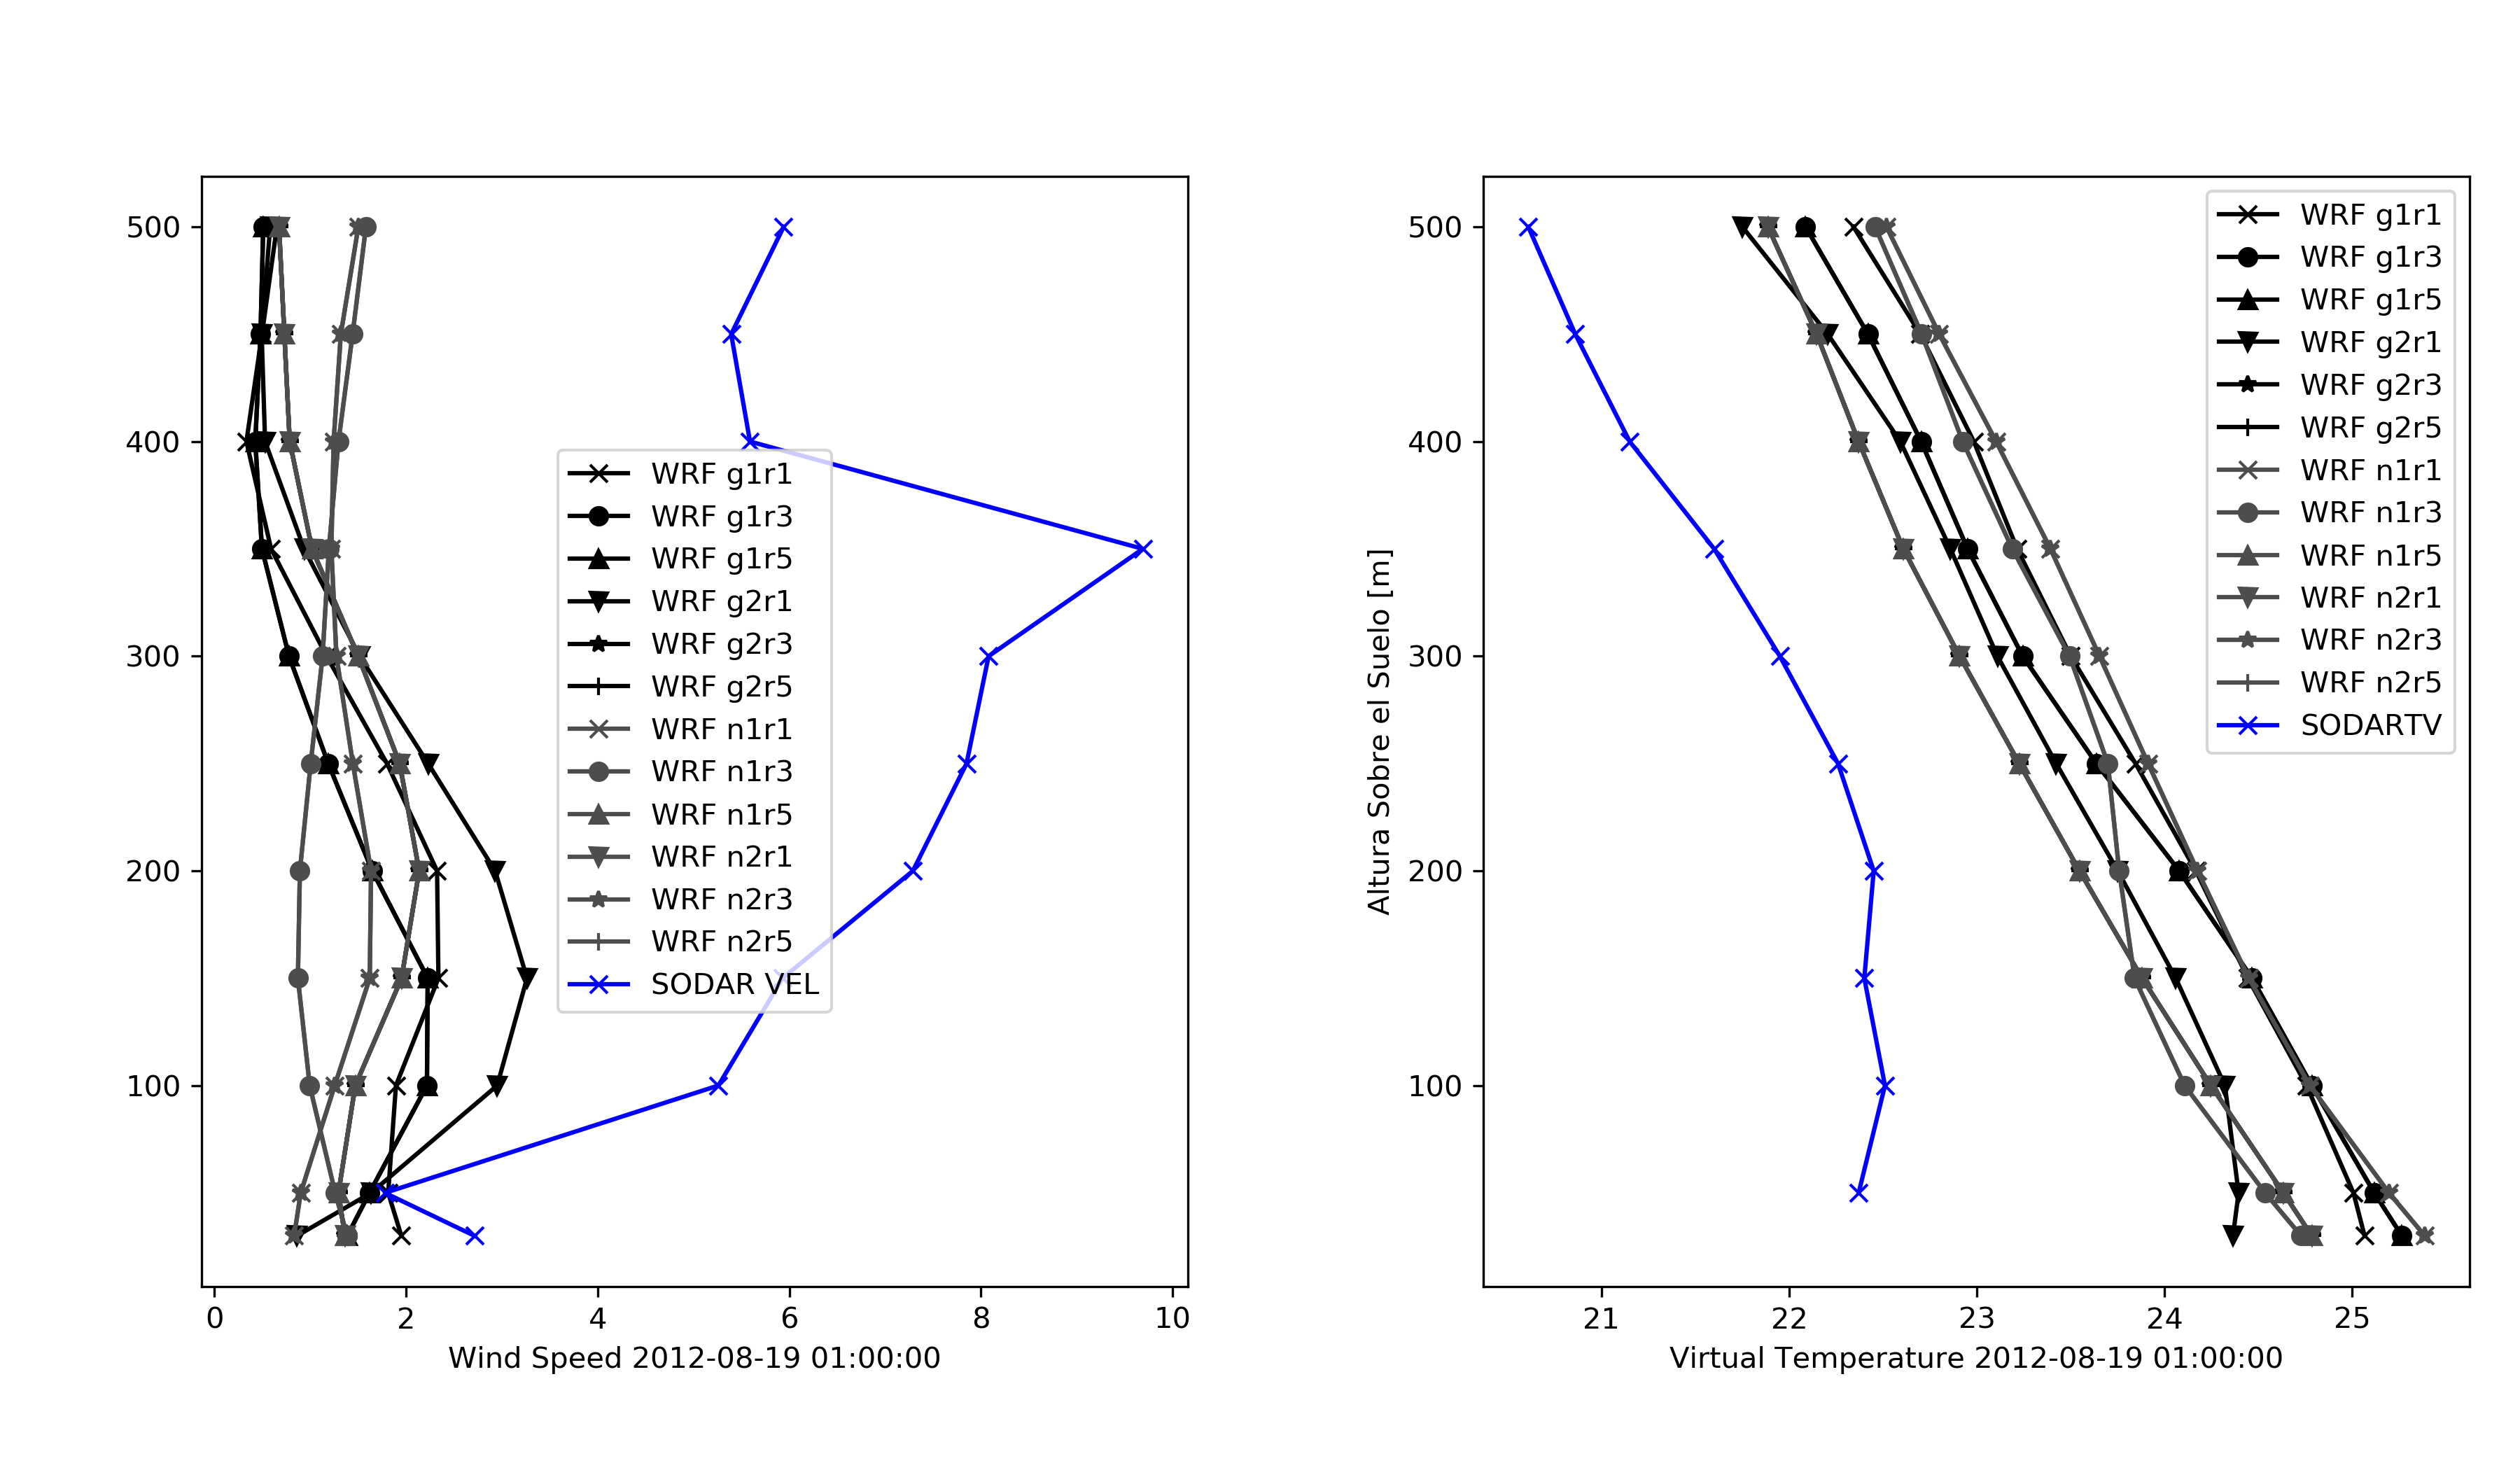 500
400
300
200
100
0 2 4 6 8 10
Wind Speed 2012-08-19 01:00:00
WRF g1r1
WRF g1r3
WRF g1r5
WRF g2r1
WRF g2r3
WRF g2r5
WRF n1r1
WRF n1r3
WRF n1r5
WRF n2r1
WRF n2r3
WRF n2r5
SODAR VEL
Altura Sobre el Suelo [m]
500
400
300
200
100
21 22 23 24 25
Virtual Temperature 2012-08-19 01:00:00
WRF g1r1
WRF g1r3
WRF g1r5
WRF g2r1
WRF g2r3
WRF g2r5
WRF n1r1
WRF n1r3
WRF n1r5
WRF n2r1
WRF n2r3
WRF n2r5
SODARTV